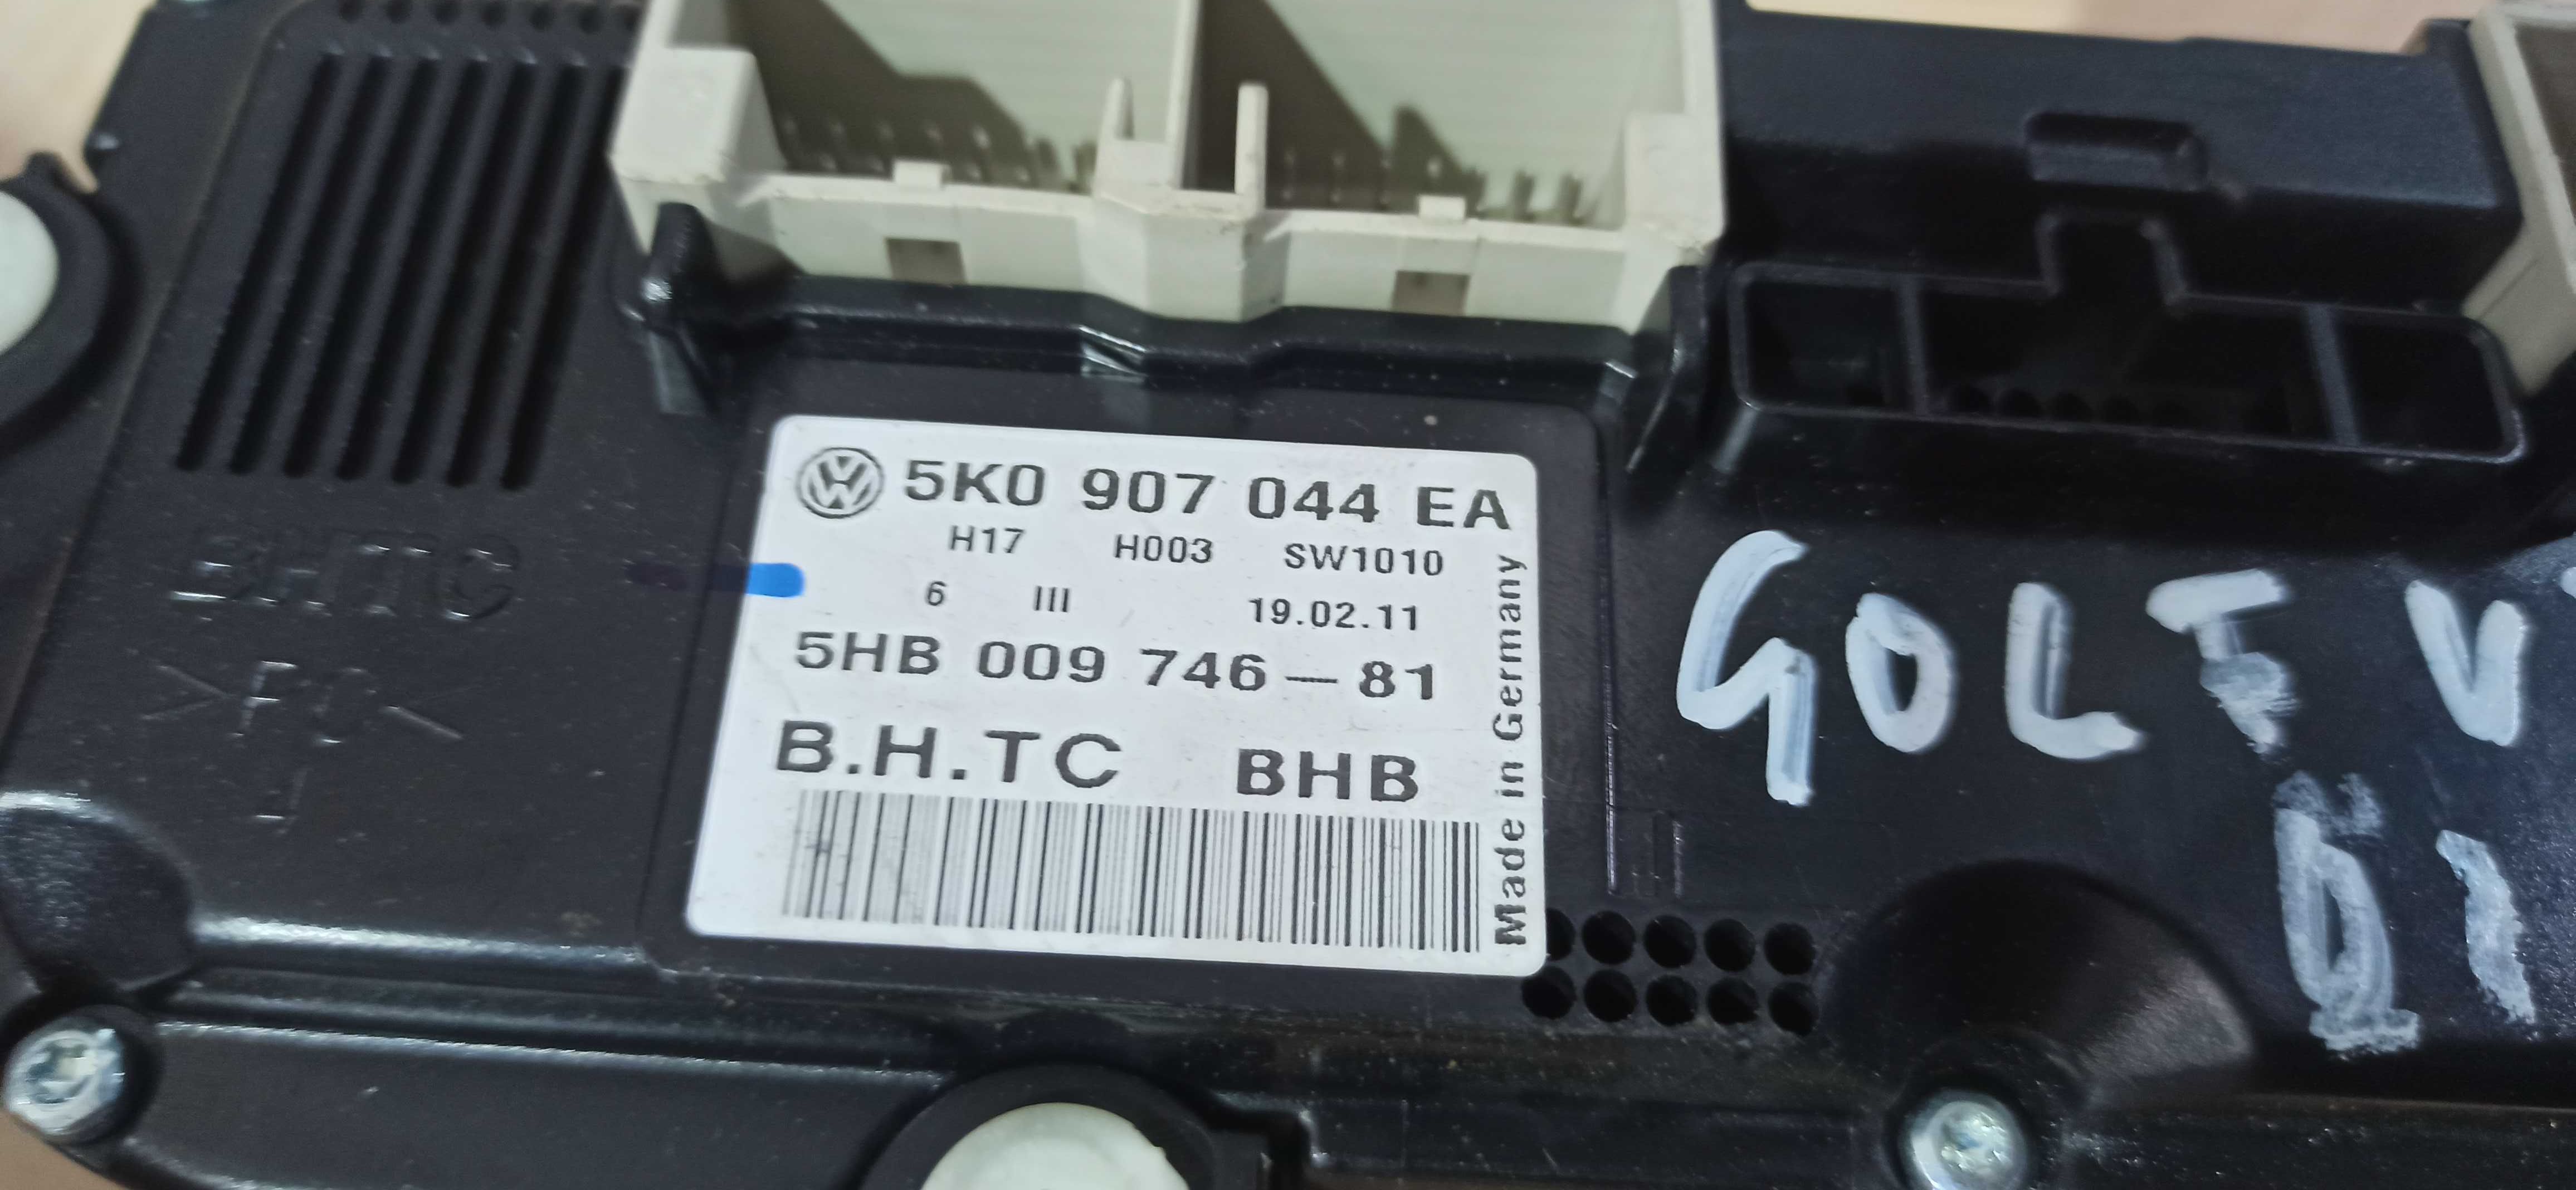 5K0 907 044 EA
H17 H003 SW1010
6 III 19.02.11
5HB 009 746-81
B.H.TC BHB
Made in Germany
BHTC
GOLF V